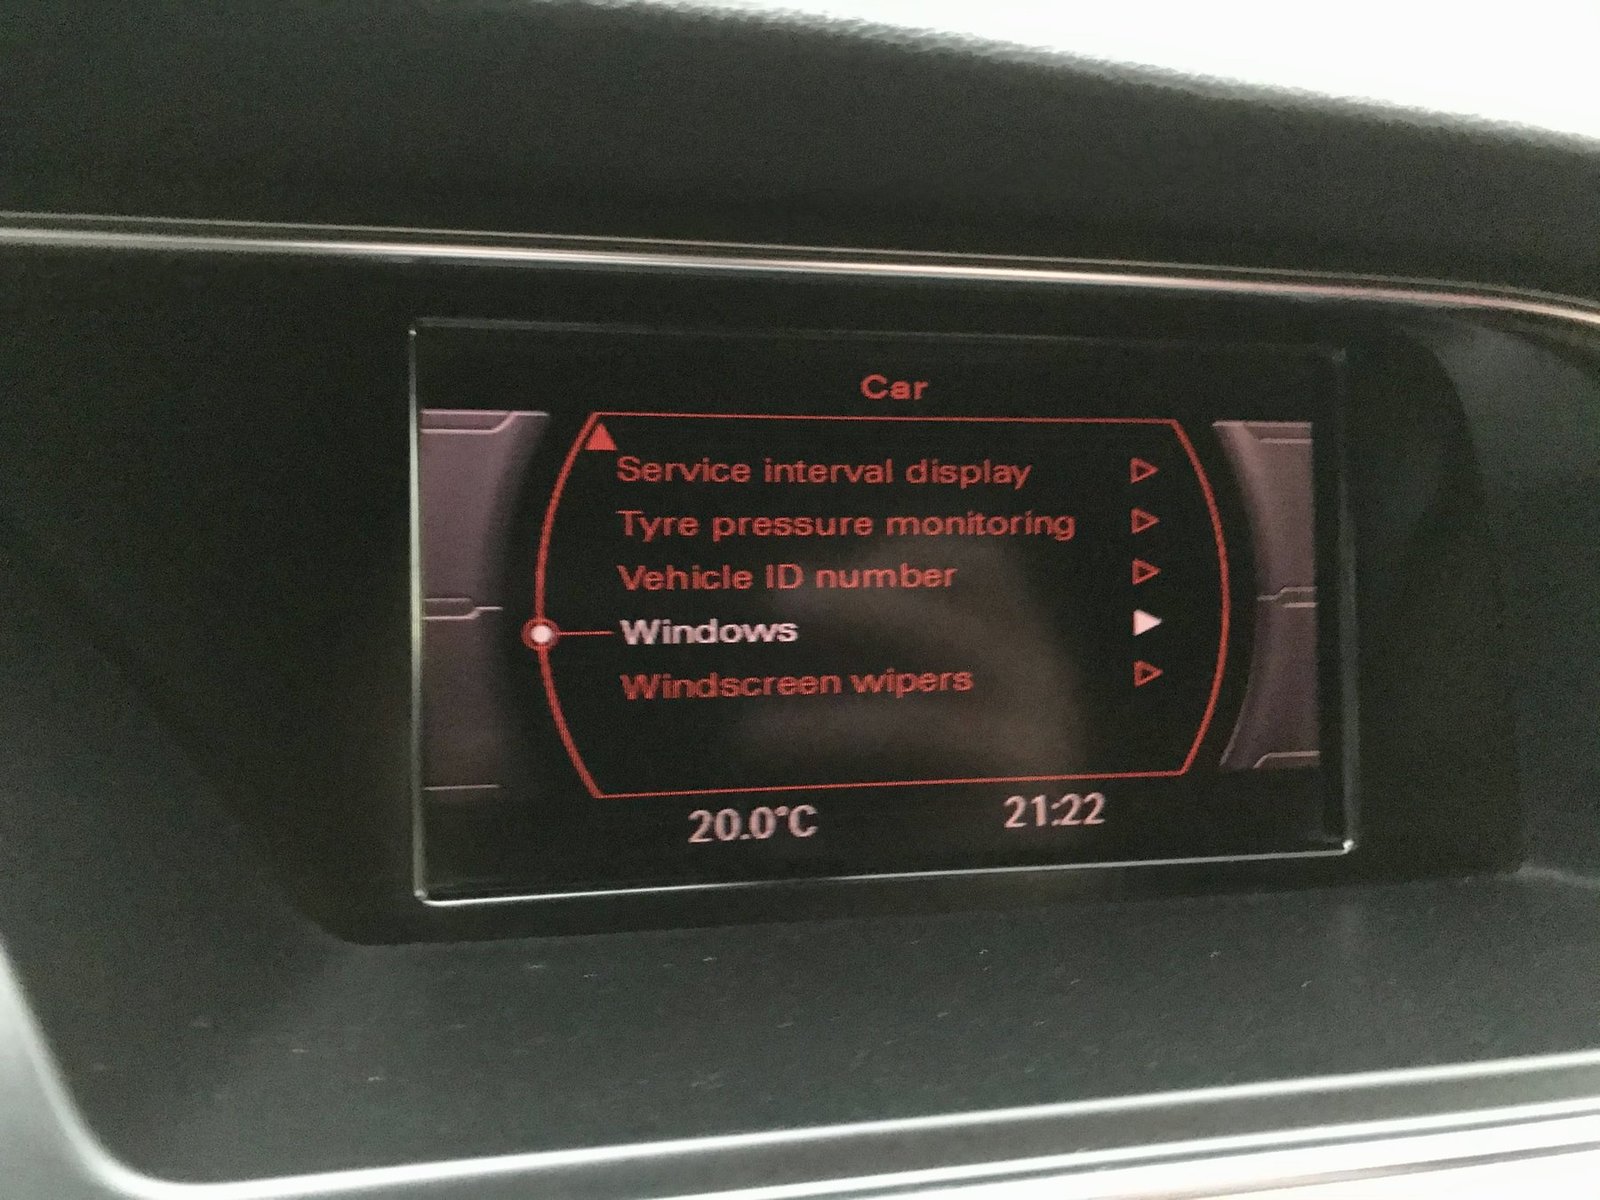 Car
Service interval display
Tyre pressure monitoring
Vehicle ID number
Windows
Windscreen wipers
20.0°C 21:22